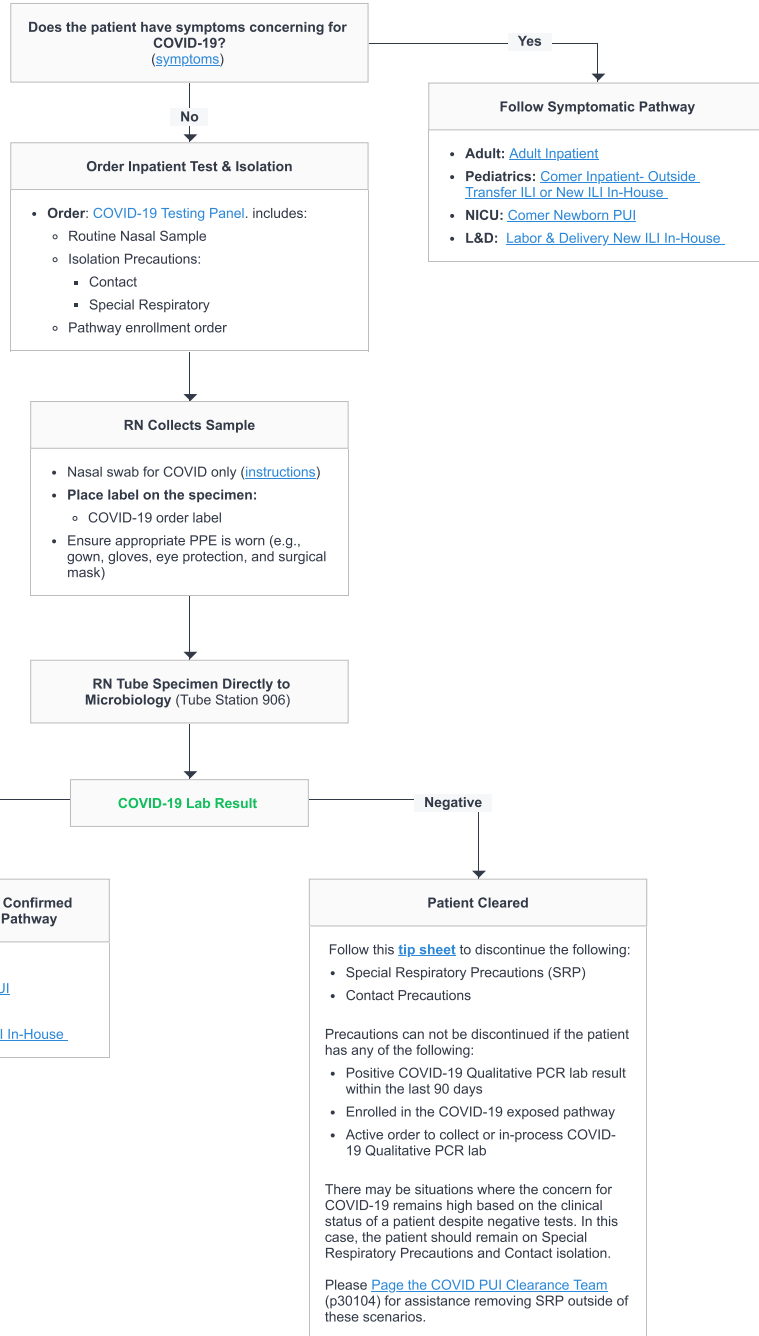 Does the patient have symptoms concerning for
COVID-19?
(symptoms)
Yes
No
Follow Symptomatic Pathway
• Adult: Adult Inpatient
• Pediatrics: Comer Inpatient- Outside
Transfer ILI or New ILI In-House
• NICU: Comer Newborn PUI
• L&D: Labor & Delivery New ILI In-House
Order Inpatient Test & Isolation
• Order: COVID-19 Testing Panel. includes:
◦ Routine Nasal Sample
◦ Isolation Precautions:
▪ Contact
▪ Special Respiratory
◦ Pathway enrollment order
RN Collects Sample
• Nasal swab for COVID only (instructions)
• Place label on the specimen:
◦ COVID-19 order label
• Ensure appropriate PPE is worn (e.g.,
gown, gloves, eye protection, and surgical
mask)
RN Tube Specimen Directly to
Microbiology (Tube Station 906)
COVID-19 Lab Result
Negative
Confirmed
Pathway
UI
I In-House
Patient Cleared
Follow this tip sheet to discontinue the following:
• Special Respiratory Precautions (SRP)
• Contact Precautions
Precautions can not be discontinued if the patient
has any of the following:
• Positive COVID-19 Qualitative PCR lab result
within the last 90 days
• Enrolled in the COVID-19 exposed pathway
• Active order to collect or in-process COVID-
19 Qualitative PCR lab
There may be situations where the concern for
COVID-19 remains high based on the clinical
status of a patient despite negative tests. In this
case, the patient should remain on Special
Respiratory Precautions and Contact isolation.
Please Page the COVID PUI Clearance Team
(p30104) for assistance removing SRP outside of
these scenarios.